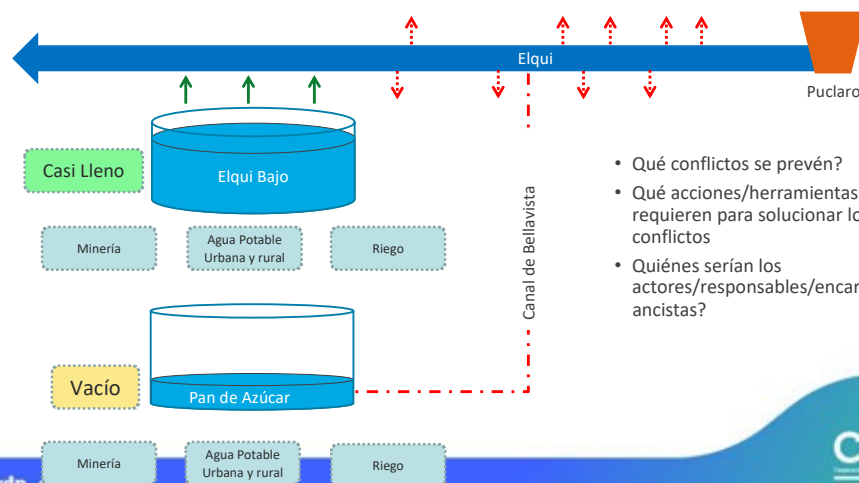 Elqui
Puclaro
Casi Lleno
Elqui Bajo
Minería
Agua Potable
Urbana y rural
Riego
Canal de Bellavista
• Qué conflictos se prevén?
• Qué acciones/herramientas
requieren para solucionar lo
conflictos
• Quiénes serían los
actores/responsables/encar
ancistas?
Vacío
Pan de Azúcar
Minería
Agua Potable
Urbana y rural
Riego